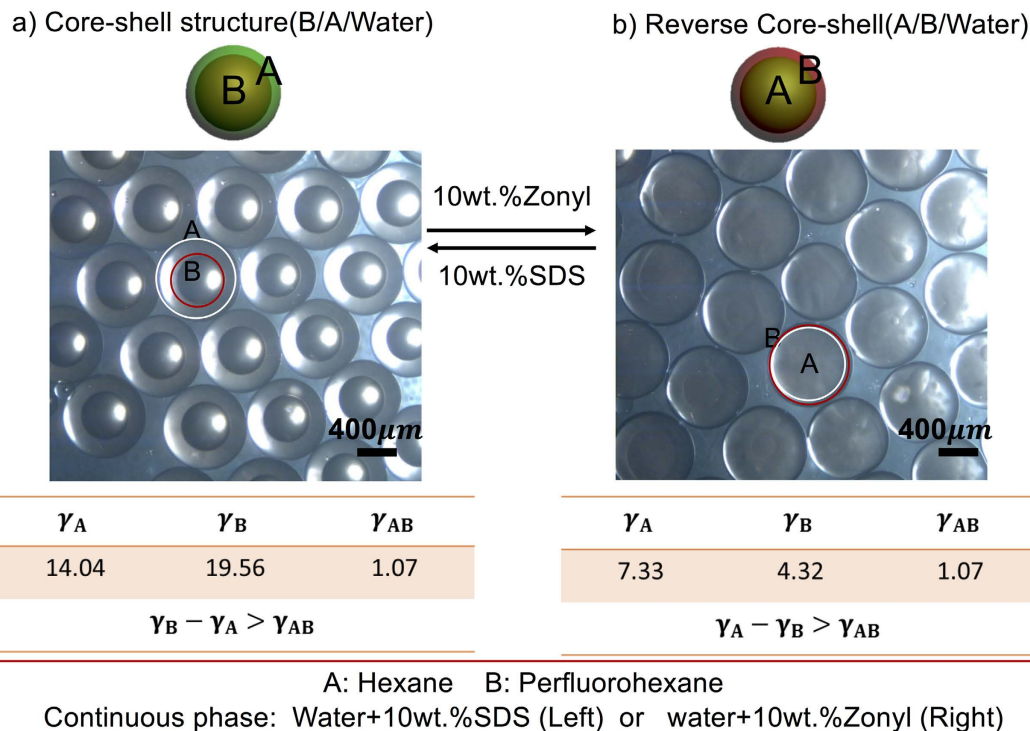 a) Core-shell structure(B/A/Water)
b) Reverse Core-shell(A/B/Water)
A
B
B
A
10wt.%Zonyl
10wt.%SDS
A
B
400μm
B
A
400μm
γA γB γAB
14.04 19.56 1.07
γB − γA > γAB
γA γB γAB
7.33 4.32 1.07
γA − γB > γAB
A: Hexane B: Perfluorohexane
Continuous phase: Water+10wt.%SDS (Left) or water+10wt.%Zonyl (Right)